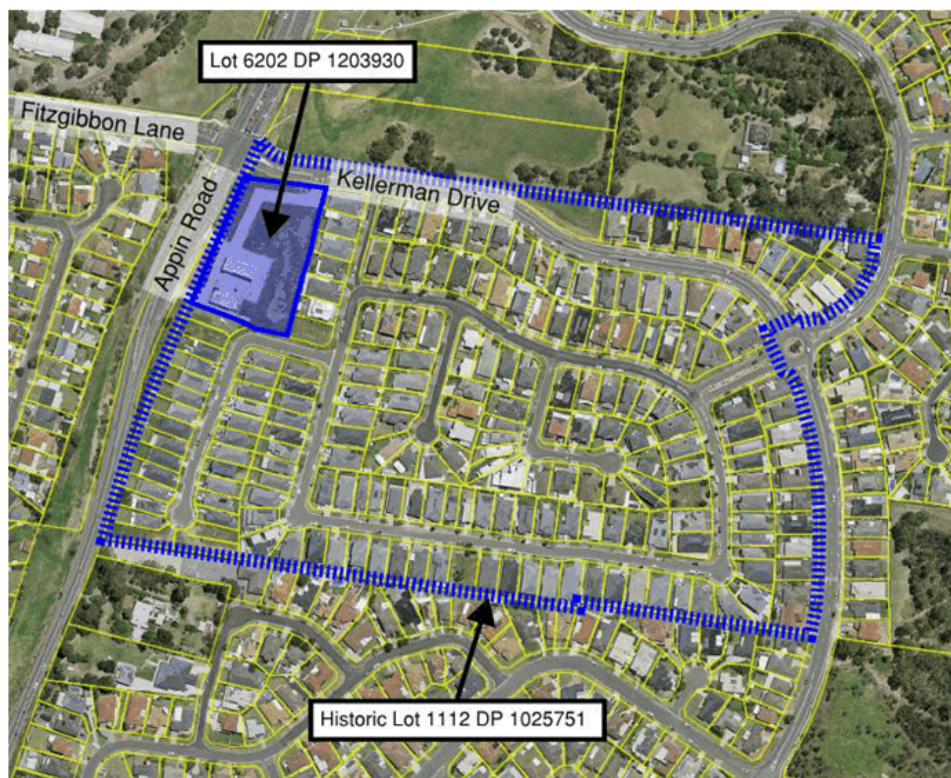 Lot 6202 DP 1203930
Fitzgibbon Lane
Kellerman Drive
Appin Road
Historic Lot 1112 DP 1025751